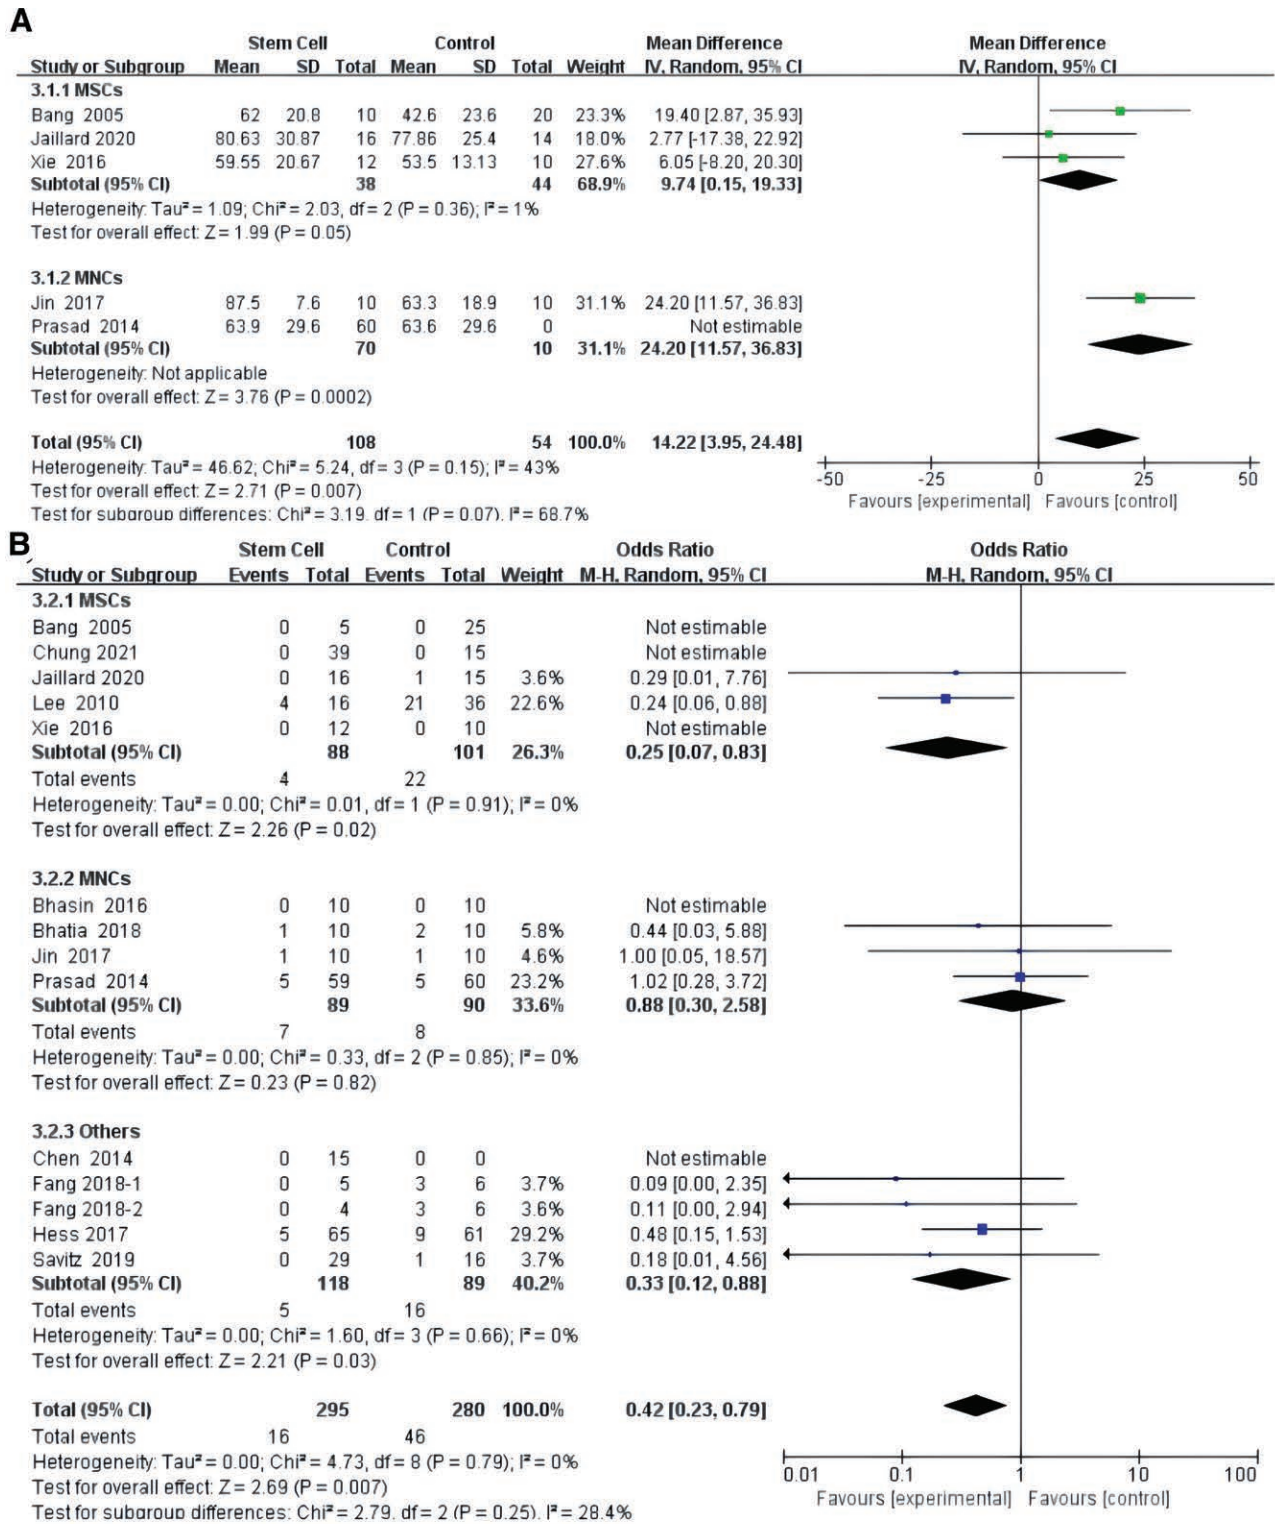 A
Stem Cell Control Mean Difference Mean Difference
Study or Subgroup Mean SD Total Mean SD Total Weight IV, Random, 95% CI IV, Random, 95% CI
3.1.1 MSCs
Bang 2005 62 20.8 10 42.6 23.6 20 23.3% 19.40 [2.87, 35.93]
Jaillard 2020 80.63 30.87 16 77.86 25.4 14 18.0% 2.77 [-17.38, 22.92]
Xie 2016 59.55 20.67 12 53.5 13.13 10 27.6% 6.05 [-8.20, 20.30]
Subtotal (95% CI) 38 44 68.9% 9.74 [0.15, 19.33]
Heterogeneity: Tau² = 1.09; Chi² = 2.03, df = 2 (P = 0.36); I² = 1%
Test for overall effect: Z = 1.99 (P = 0.05)
3.1.2 MNCs
Jin 2017 87.5 7.6 10 63.3 18.9 10 31.1% 24.20 [11.57, 36.83]
Prasad 2014 63.9 29.6 60 63.6 29.6 0 Not estimable
Subtotal (95% CI) 70 10 31.1% 24.20 [11.57, 36.83]
Heterogeneity: Not applicable
Test for overall effect: Z = 3.76 (P = 0.0002)
Total (95% CI) 108 54 100.0% 14.22 [3.95, 24.48]
Heterogeneity: Tau² = 46.62; Chi² = 5.24, df = 3 (P = 0.15); I² = 43%
Test for overall effect: Z = 2.71 (P = 0.007)
Test for subgroup differences: Chi² = 3.19, df = 1 (P = 0.07), I² = 68.7%
-50 -25 0 25 50
Favours [experimental] Favours [control]
B
Stem Cell Control Odds Ratio Odds Ratio
Study or Subgroup Events Total Events Total Weight M-H, Random, 95% CI M-H, Random, 95% CI
3.2.1 MSCs
Bang 2005 0 5 0 25 Not estimable
Chung 2021 0 39 0 15 Not estimable
Jaillard 2020 0 16 1 15 3.6% 0.29 [0.01, 7.76]
Lee 2010 4 16 21 36 22.6% 0.24 [0.06, 0.88]
Xie 2016 0 12 0 10 Not estimable
Subtotal (95% CI) 88 101 26.3% 0.25 [0.07, 0.83]
Total events 4 22
Heterogeneity: Tau² = 0.00; Chi² = 0.01, df = 1 (P = 0.91); I² = 0%
Test for overall effect: Z = 2.26 (P = 0.02)
3.2.2 MNCs
Bhasin 2016 0 10 0 10 Not estimable
Bhatia 2018 1 10 2 10 5.8% 0.44 [0.03, 5.88]
Jin 2017 1 10 1 10 4.6% 1.00 [0.05, 18.57]
Prasad 2014 5 59 5 60 23.2% 1.02 [0.28, 3.72]
Subtotal (95% CI) 89 90 33.6% 0.88 [0.30, 2.58]
Total events 7 8
Heterogeneity: Tau² = 0.00; Chi² = 0.33, df = 2 (P = 0.85); I² = 0%
Test for overall effect: Z = 0.23 (P = 0.82)
3.2.3 Others
Chen 2014 0 15 0 0 Not estimable
Fang 2018-1 0 5 3 6 3.7% 0.09 [0.00, 2.35]
Fang 2018-2 0 4 3 6 3.6% 0.11 [0.00, 2.94]
Hess 2017 5 65 9 61 29.2% 0.48 [0.15, 1.53]
Savitz 2019 0 29 1 16 3.7% 0.18 [0.01, 4.56]
Subtotal (95% CI) 118 89 40.2% 0.33 [0.12, 0.88]
Total events 5 16
Heterogeneity: Tau² = 0.00; Chi² = 1.60, df = 3 (P = 0.66); I² = 0%
Test for overall effect: Z = 2.21 (P = 0.03)
Total (95% CI) 295 280 100.0% 0.42 [0.23, 0.79]
Total events 16 46
Heterogeneity: Tau² = 0.00; Chi² = 4.73, df = 8 (P = 0.79); I² = 0%
Test for overall effect: Z = 2.69 (P = 0.007)
Test for subgroup differences: Chi² = 2.79, df = 2 (P = 0.25), I² = 28.4%
0.01 0.1 1 10 100
Favours [experimental] Favours [control]